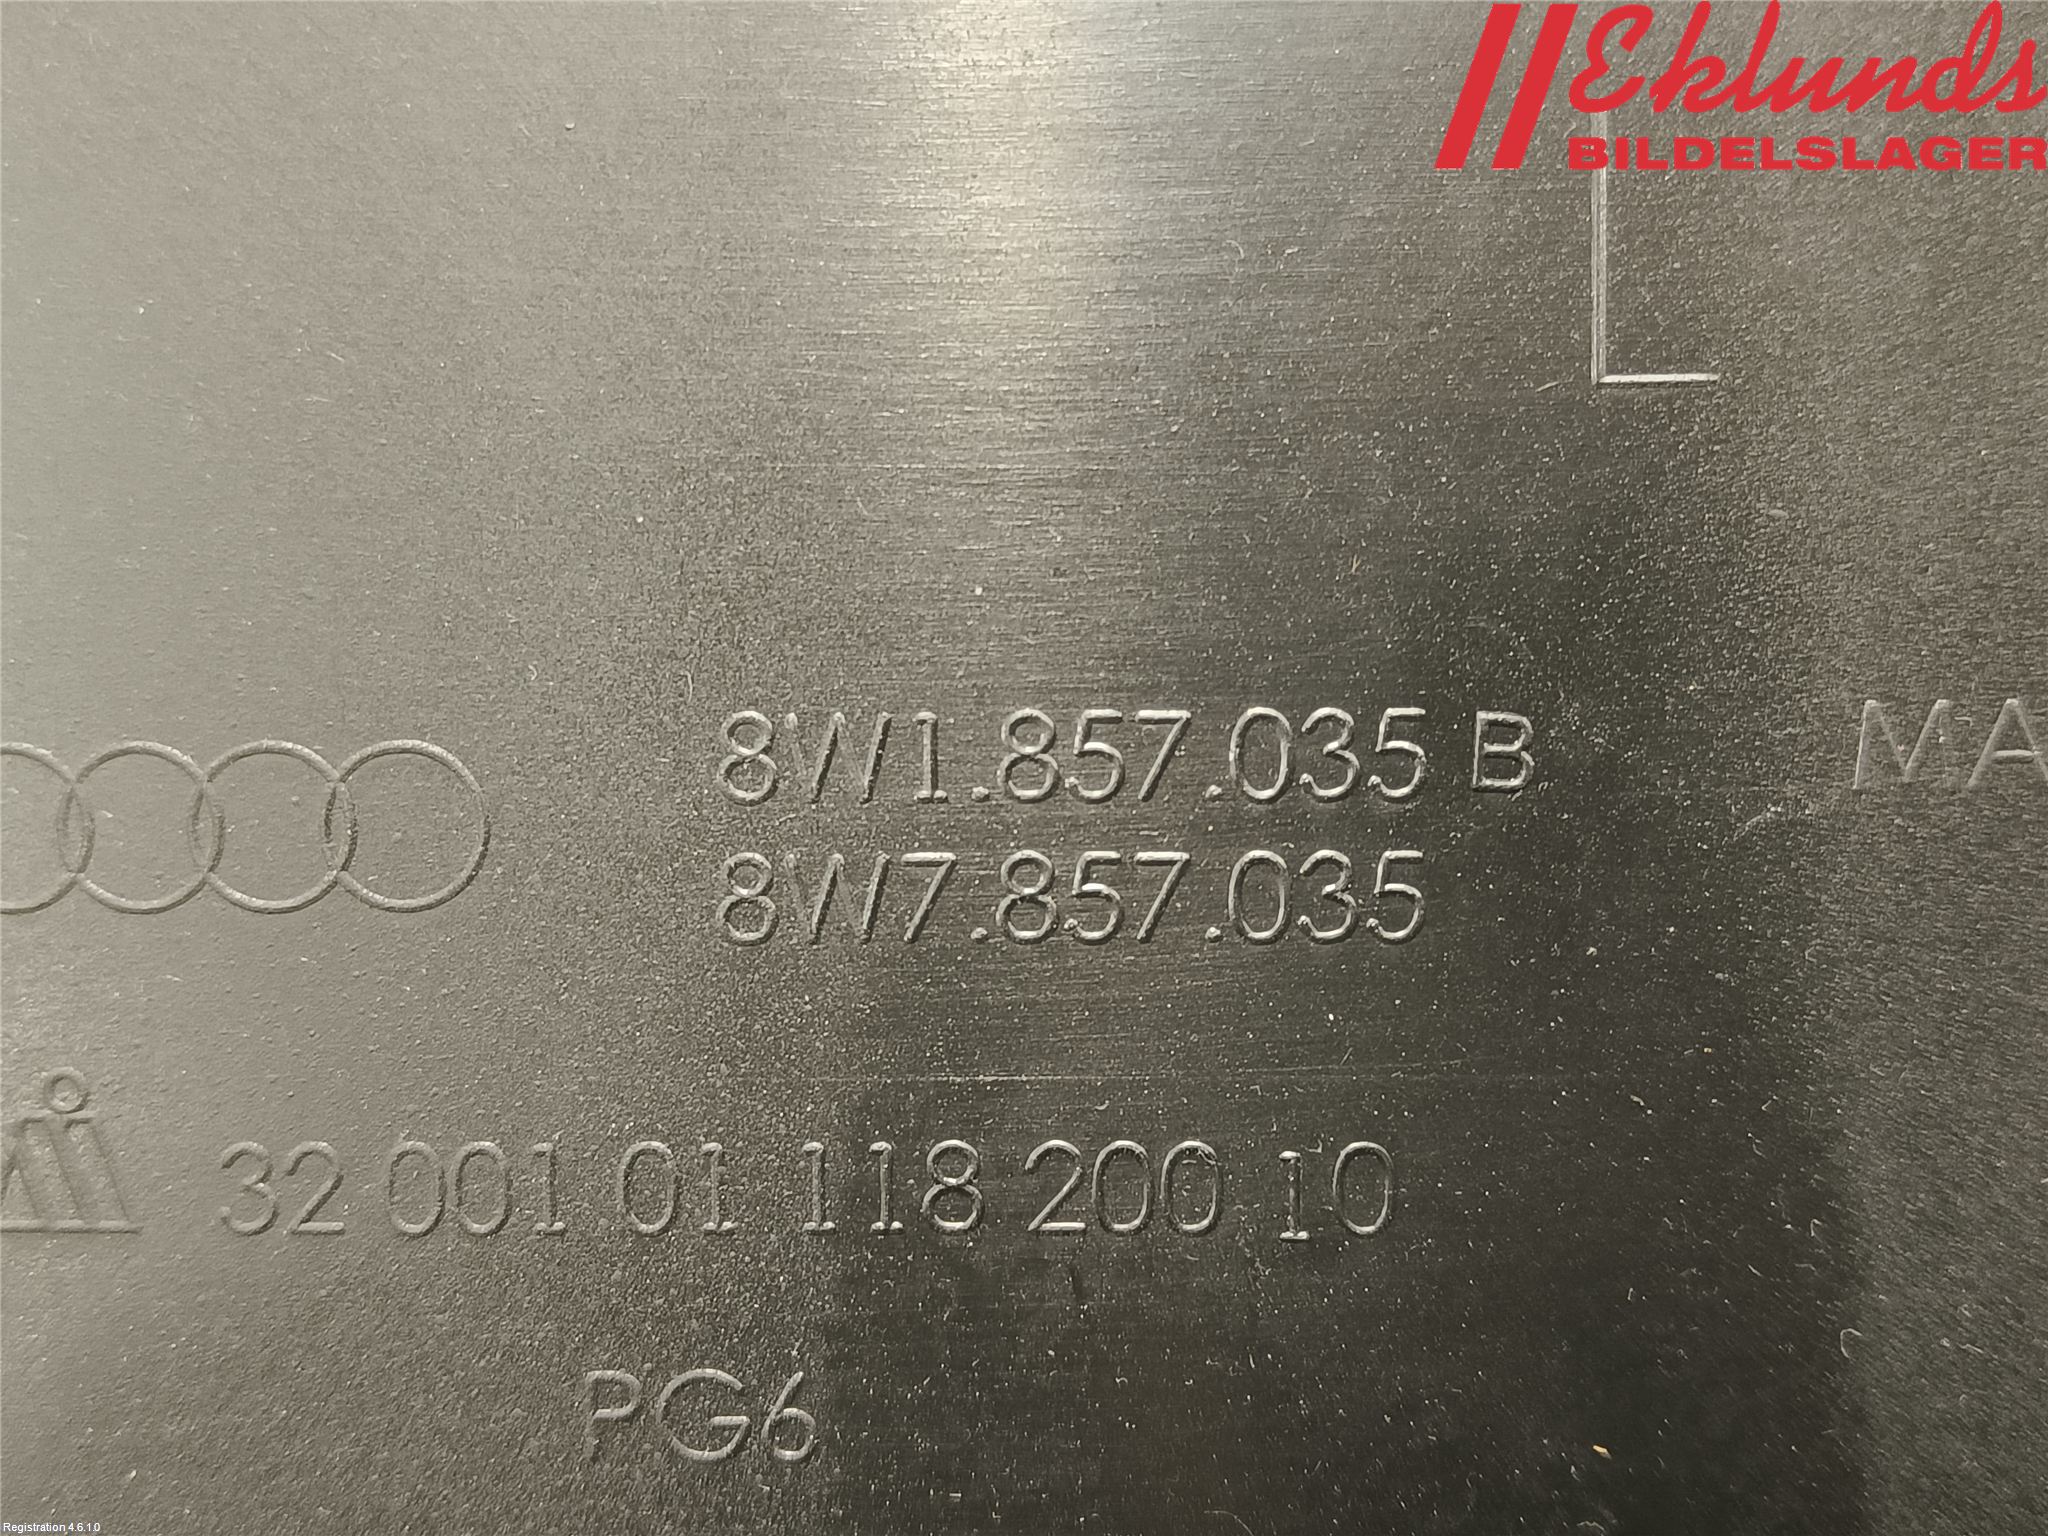 Eklunds
BILDELSLAGER
8W1.857.035 B
8W7.857.035
MA
32 001 01 118 200 10
PG6
Registration 4.6.1.0